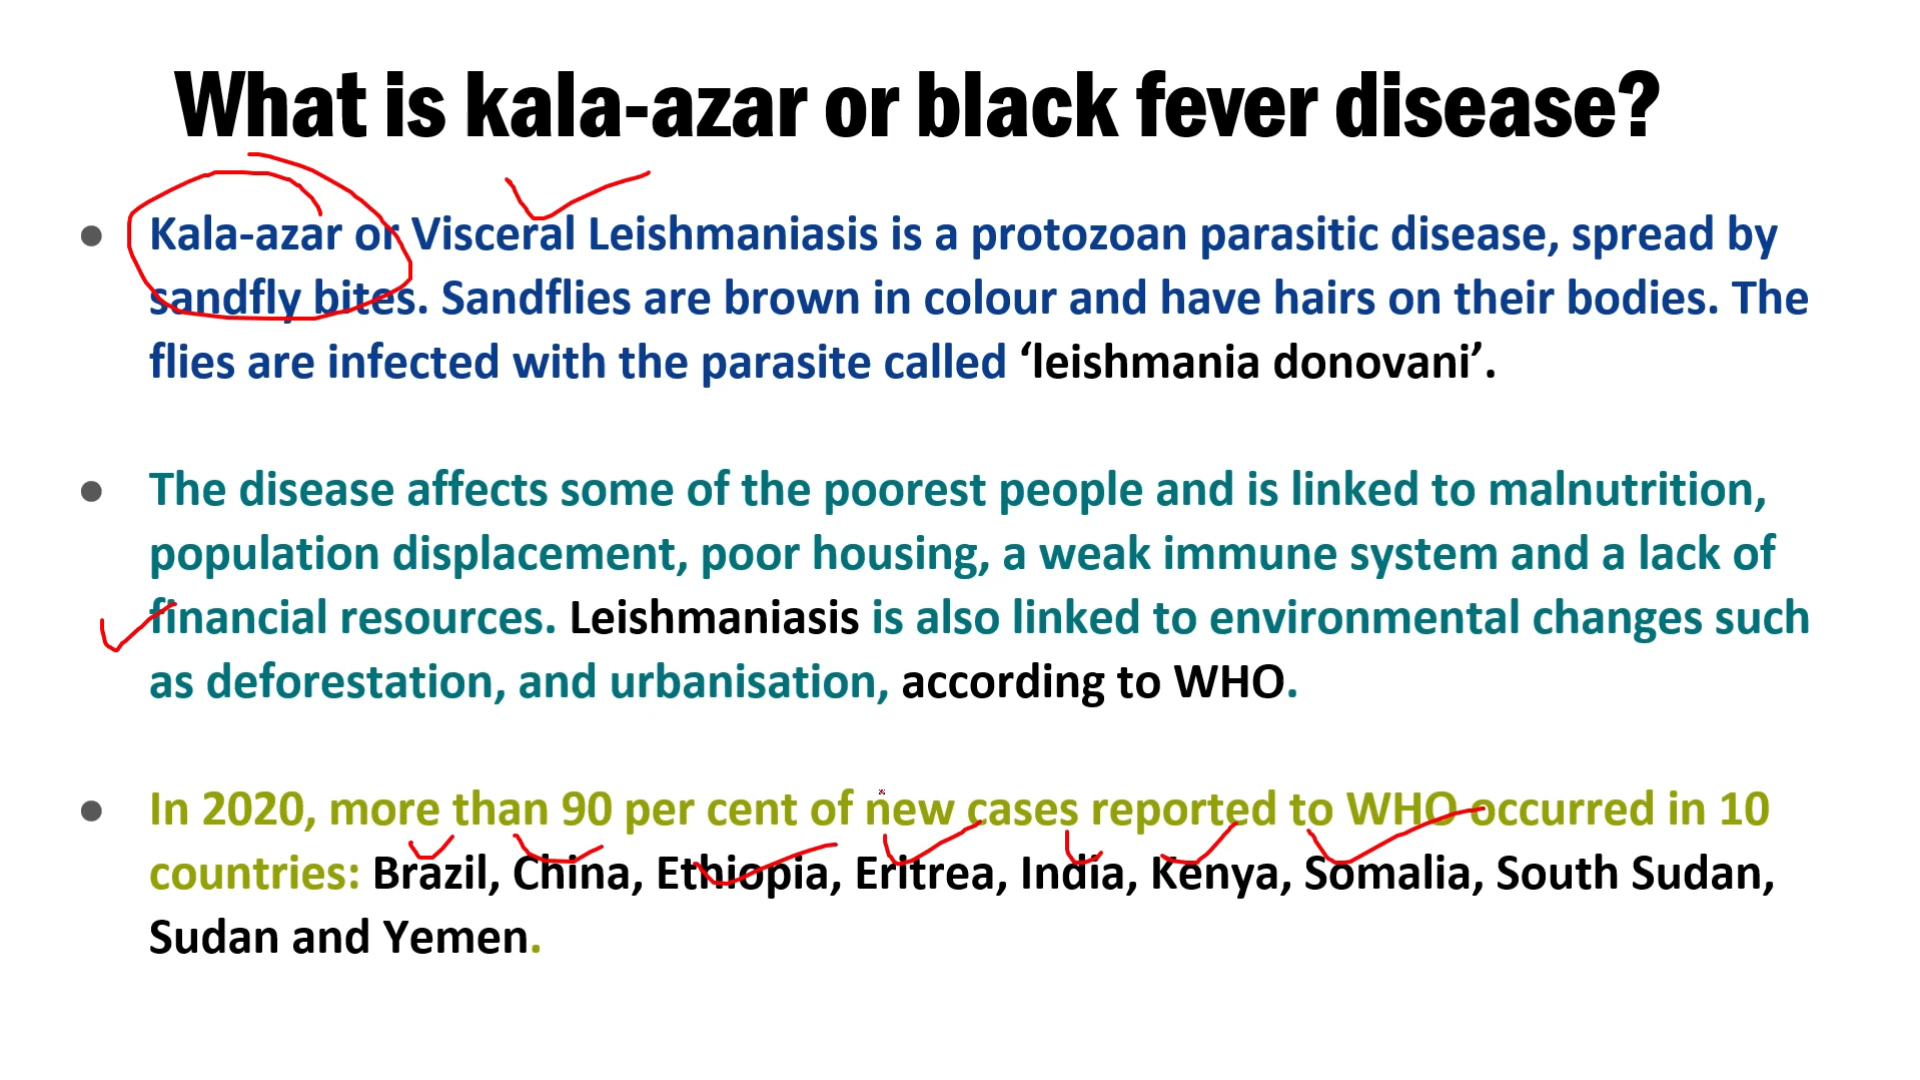 What is kala-azar or black fever disease?
● Kala-azar or Visceral Leishmaniasis is a protozoan parasitic disease, spread by
sandfly bites. Sandflies are brown in colour and have hairs on their bodies. The
flies are infected with the parasite called ‘leishmania donovani’.
● The disease affects some of the poorest people and is linked to malnutrition,
population displacement, poor housing, a weak immune system and a lack of
financial resources. Leishmaniasis is also linked to environmental changes such
as deforestation, and urbanisation, according to WHO.
● In 2020, more than 90 per cent of new cases reported to WHO occurred in 10
countries: Brazil, China, Ethiopia, Eritrea, India, Kenya, Somalia, South Sudan,
Sudan and Yemen.